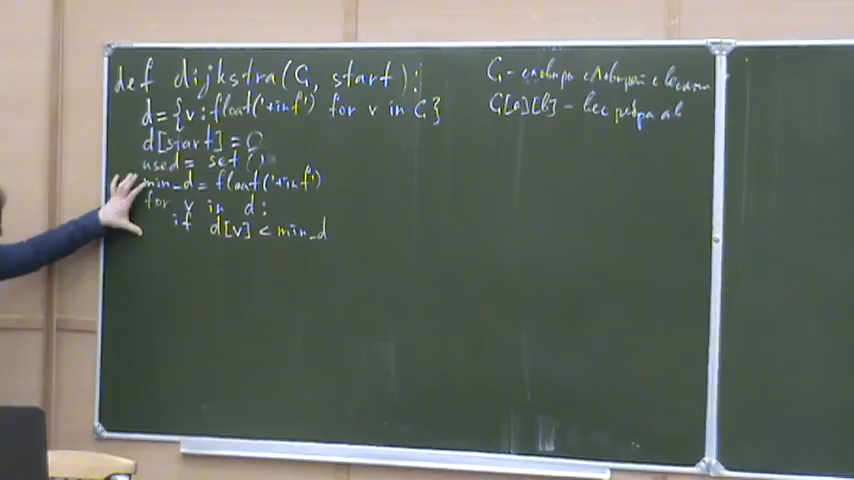 def dijkstra(G, start):
d={v:float('+inf') for v in G}
d[start] = 0
used = set()
min_d = float('+inf')
for v in d:
if d[v] < min_d
G - словарь словарей с весами
G[a][b] - вес ребра ab